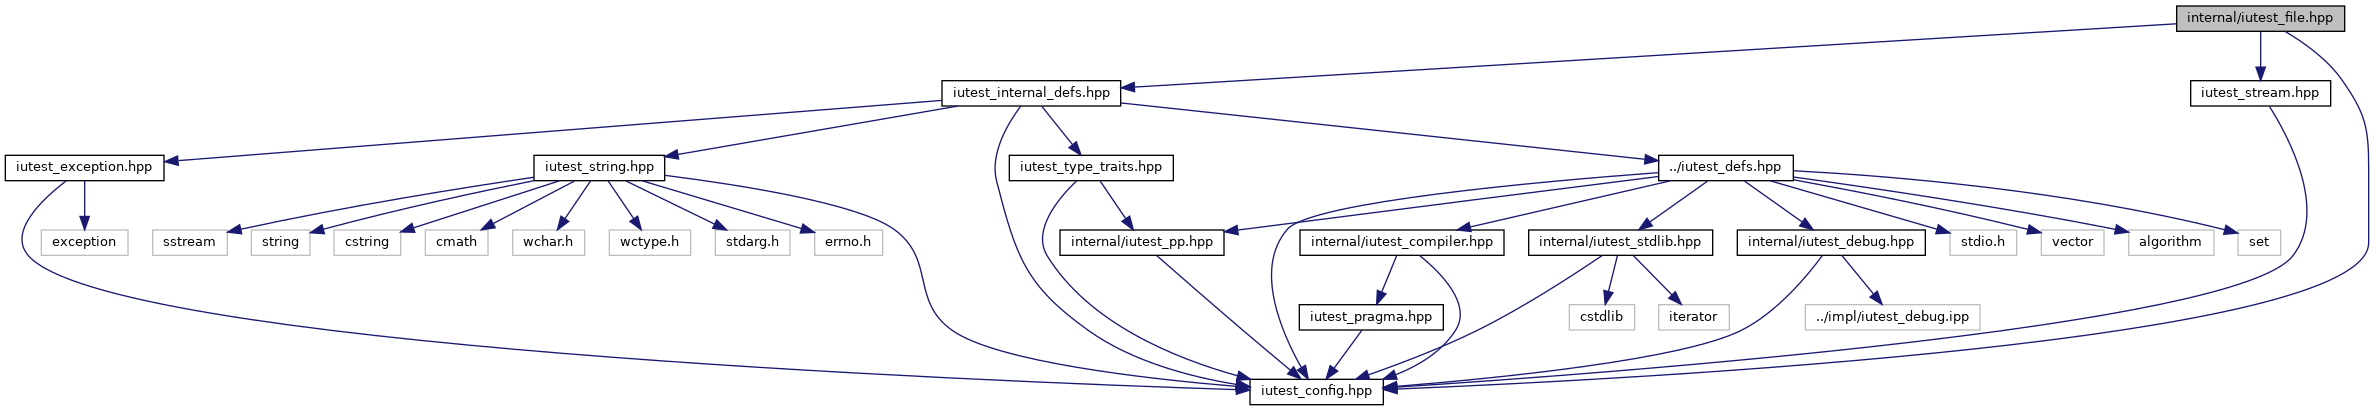 internal/iutest_file.hpp
iutest_internal_defs.hpp
iutest_stream.hpp
iutest_exception.hpp
iutest_string.hpp
iutest_type_traits.hpp
../iutest_defs.hpp
exception
sstream
string
cstring
cmath
wchar.h
wctype.h
stdarg.h
errno.h
internal/iutest_pp.hpp
internal/iutest_compiler.hpp
internal/iutest_stdlib.hpp
internal/iutest_debug.hpp
stdio.h
vector
algorithm
set
iutest_pragma.hpp
cstdlib
iterator
../impl/iutest_debug.ipp
iutest_config.hpp